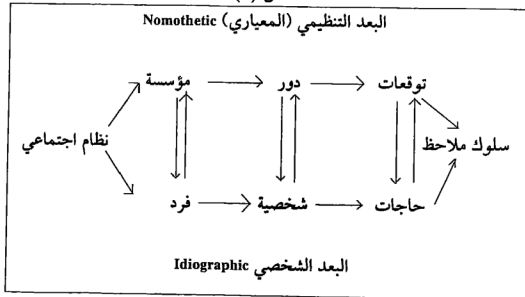 البعد التنظيمي (المعياري) Nomothetic
مؤسسة دور توقعات
نظام اجتماعي سلوك ملاحظ
فرد شخصية حاجات
البعد الشخصي Idiographic